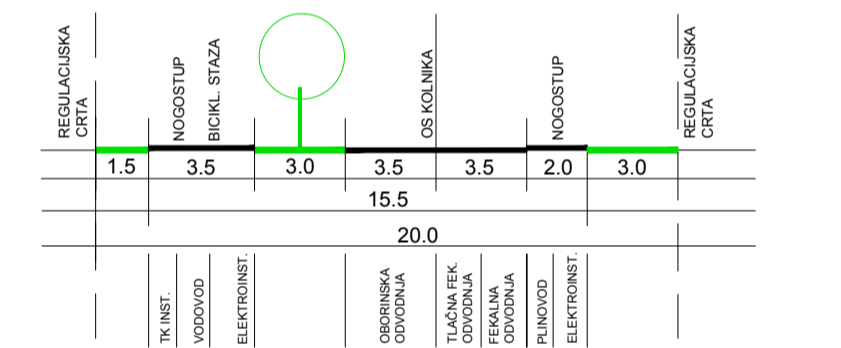 REGULACIJSKA
CRTA
NOGOSTUP
BICIKL. STAZA
OS KOLNIKA
NOGOSTUP
REGULACIJSKA
CRTA
1.5
3.5
3.0
3.5
3.5
2.0
3.0
15.5
20.0
TK INST.
VODOVOD
ELEKTROINST.
OBORINSKA
ODVODNJA
TLAČNA FEK.
ODVODNJA
FEKALNA
ODVODNJA
PLINOVOD
ELEKTROINST.